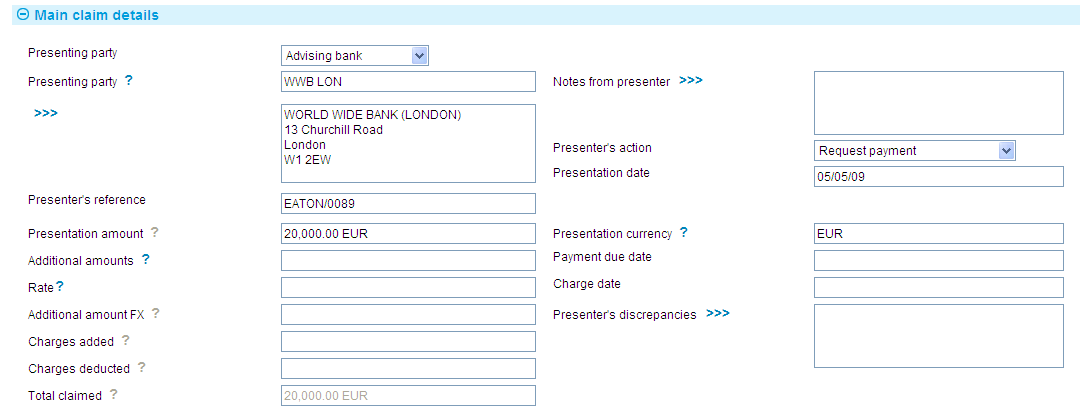 Main claim details
Presenting party Advising bank
Presenting party ? WWB LON
>>>
WORLD WIDE BANK (LONDON)
13 Churchill Road
London
W1 2EW
Presenter's reference EATON/0089
Presentation amount ? 20,000.00 EUR
Additional amounts ?
Rate ?
Additional amount FX ?
Charges added ?
Charges deducted ?
Total claimed ? 20,000.00 EUR
Notes from presenter >>>
Presenter's action Request payment
Presentation date 05/05/09
Presentation currency ? EUR
Payment due date
Charge date
Presenter's discrepancies >>>